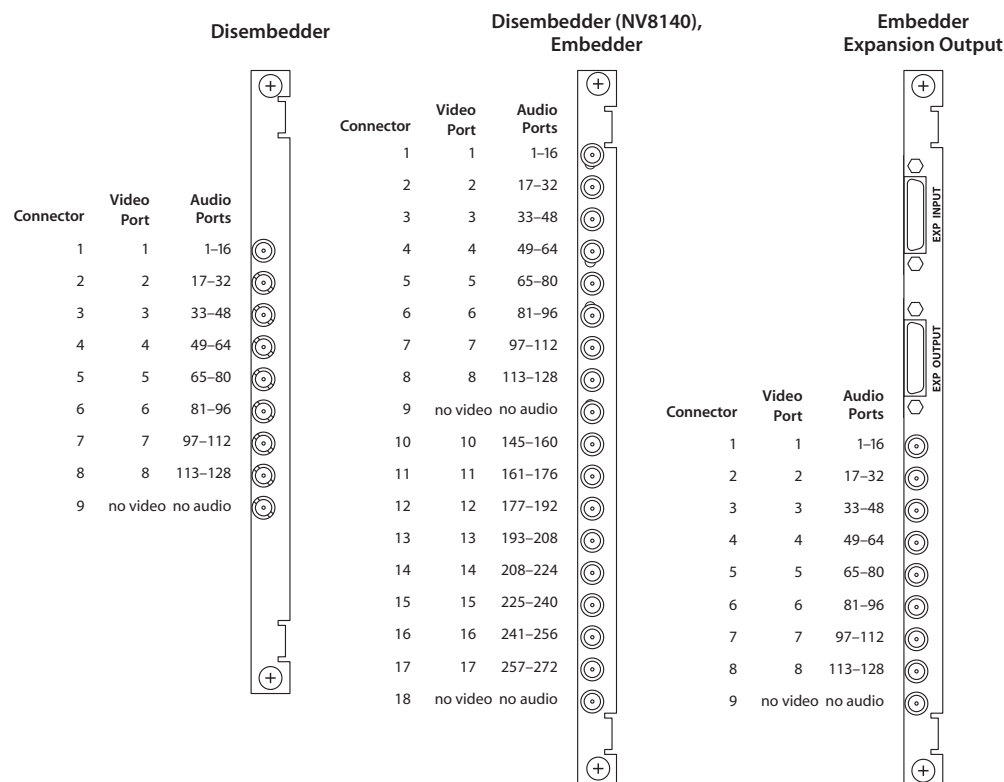 Disembedder
Connector Video Port Audio Ports
1 1 1–16
2 2 17–32
3 3 33–48
4 4 49–64
5 5 65–80
6 6 81–96
7 7 97–112
8 8 113–128
9 no video no audio
Disembedder (NV8140),
Embedder
Connector Video Port Audio Ports
1 1 1–16
2 2 17–32
3 3 33–48
4 4 49–64
5 5 65–80
6 6 81–96
7 7 97–112
8 8 113–128
9 no video no audio
10 10 145–160
11 11 161–176
12 12 177–192
13 13 193–208
14 14 208–224
15 15 225–240
16 16 241–256
17 17 257–272
18 no video no audio
Embedder
Expansion Output
EXP INPUT
EXP OUTPUT
Connector Video Port Audio Ports
1 1 1–16
2 2 17–32
3 3 33–48
4 4 49–64
5 5 65–80
6 6 81–96
7 7 97–112
8 8 113–128
9 no video no audio